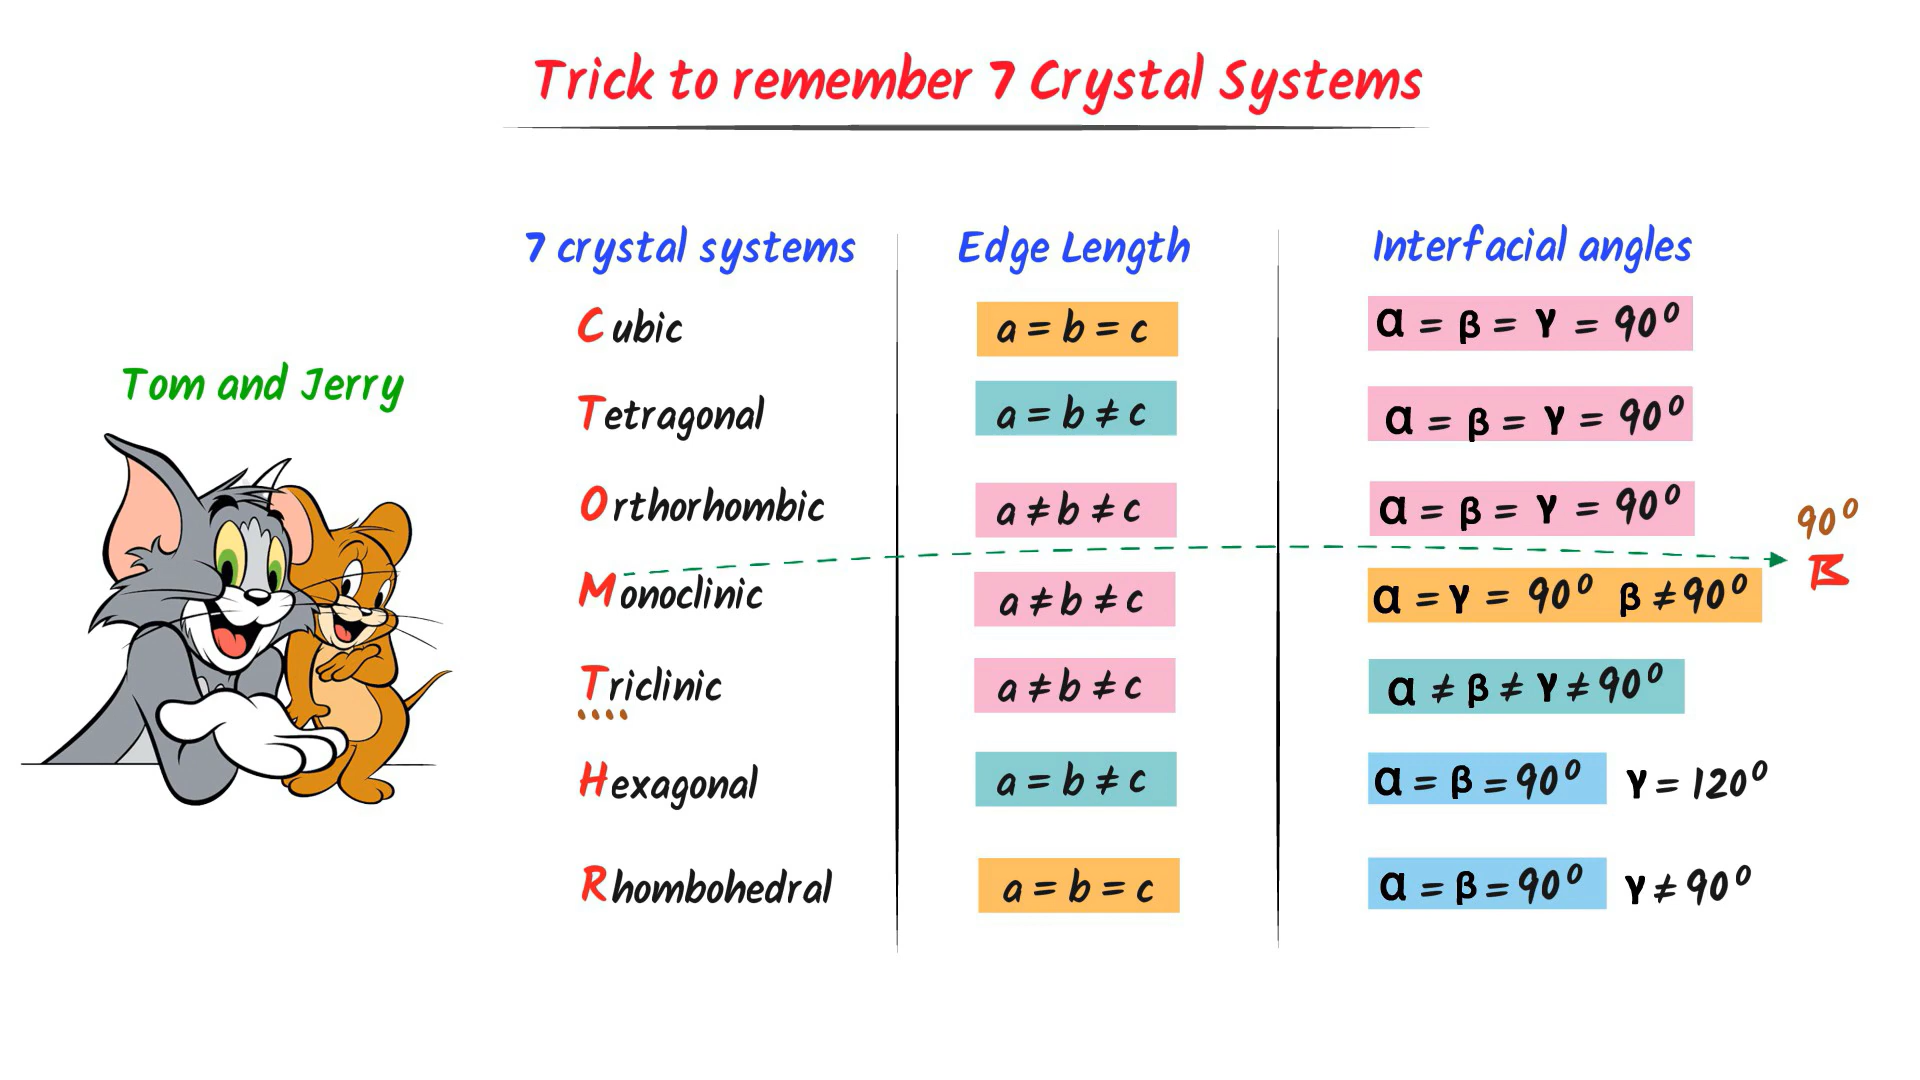 Trick to remember 7 Crystal Systems
Tom and Jerry
7 crystal systems Edge Length Interfacial angles
Cubic a = b = c α = β = γ = 90⁰
Tetragonal a = b ≠ c α = β = γ = 90⁰
Orthorhombic a ≠ b ≠ c α = β = γ = 90⁰
90⁰
Monoclinic a ≠ b ≠ c α = γ = 90⁰ β ≠ 90⁰
Triclinic a ≠ b ≠ c α ≠ β ≠ γ ≠ 90⁰
Hexagonal a = b ≠ c α = β = 90⁰ γ = 120⁰
Rhombohedral a = b = c α = β = 90⁰ γ ≠ 90⁰